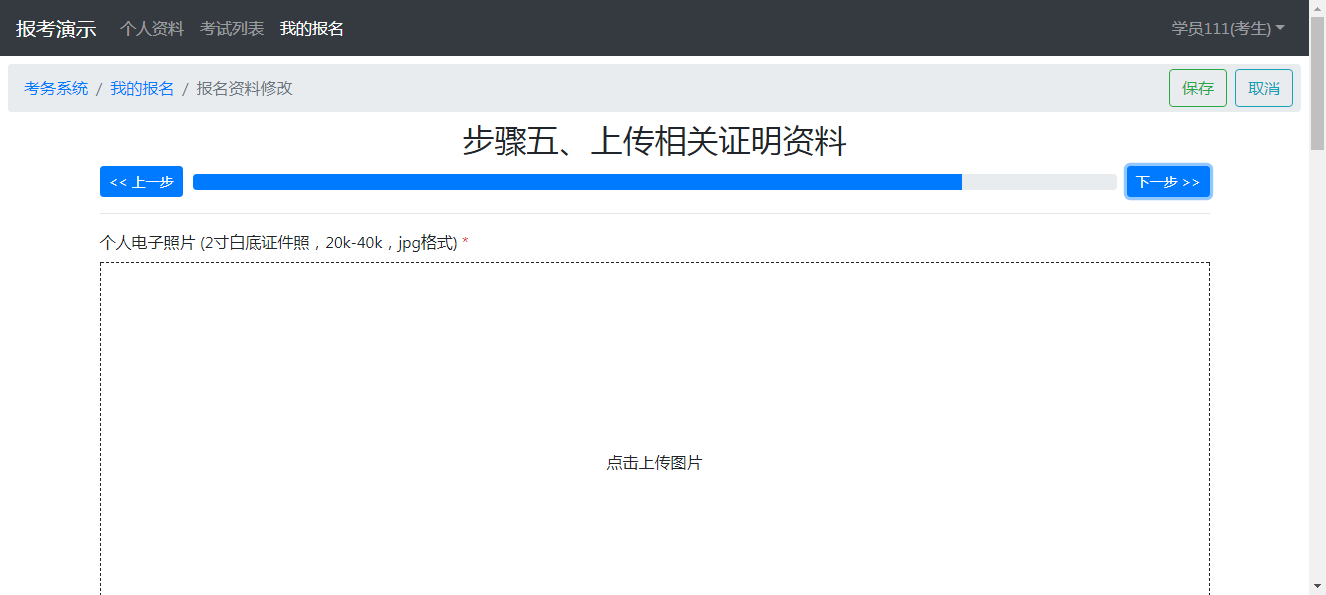 报考演示 个人资料 考试列表 我的报名 学员111(考生)
考务系统 / 我的报名 / 报名资料修改 保存 取消
步骤五、上传相关证明资料
<< 上一步 下一步 >>
个人电子照片 (2寸白底证件照，20k-40k，jpg格式) *
点击上传图片